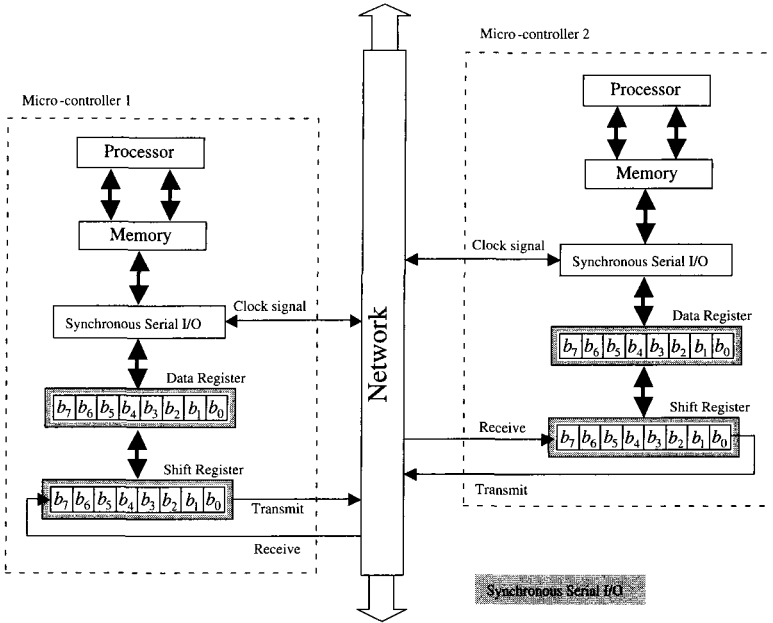 Micro-controller 2
Processor
Memory
Clock signal
Synchronous Serial I/O
Data Register
b7 b6 b5 b4 b3 b2 b1 b0
Shift Register
Receive
b7 b6 b5 b4 b3 b2 b1 b0
Transmit
Micro-controller 1
Processor
Memory
Clock signal
Synchronous Serial I/O
Data Register
b7 b6 b5 b4 b3 b2 b1 b0
Shift Register
b7 b6 b5 b4 b3 b2 b1 b0
Transmit
Receive
Network
Synchronous Serial I/O